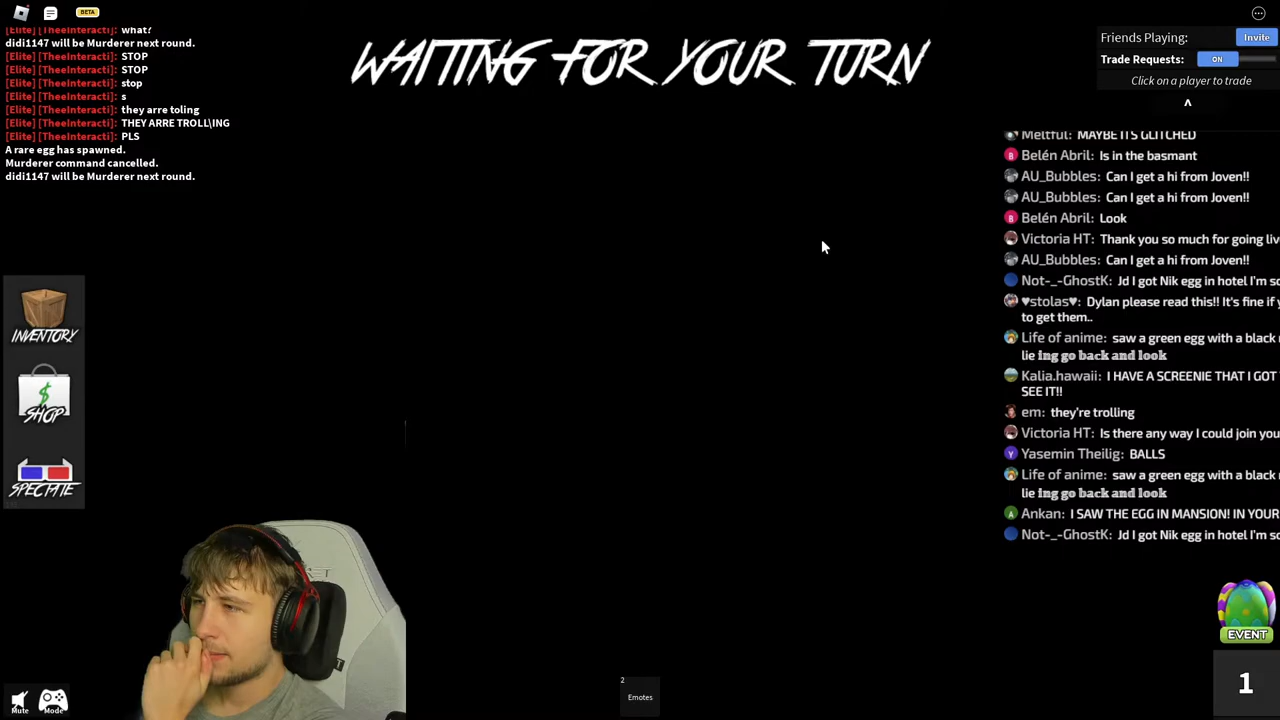 BETA
[Elite] [TheeInteracti]: what?
didi1147 will be Murderer next round.
[Elite] [TheeInteracti]: STOP
[Elite] [TheeInteracti]: STOP
[Elite] [TheeInteracti]: stop
[Elite] [TheeInteracti]: s
[Elite] [TheeInteracti]: they arre toling
[Elite] [TheeInteracti]: THEY ARRE TROLL\ING
[Elite] [TheeInteracti]: PLS
A rare egg has spawned.
Murderer command cancelled.
didi1147 will be Murderer next round.
WAITING FOR YOUR TURN
Friends Playing: Invite
Trade Requests: ON
Click on a player to trade
^
Meltful: MAYBE ITS GLITCHED
Belén Abril: Is in the basmant
AU_Bubbles: Can I get a hi from Joven!!
AU_Bubbles: Can I get a hi from Joven!!
Belén Abril: Look
Victoria HT: Thank you so much for going liv
AU_Bubbles: Can I get a hi from Joven!!
Not-_-GhostK: Jd I got Nik egg in hotel I'm so
♥stolas♥: Dylan please read this!! It's fine if y
to get them..
Life of anime: saw a green egg with a black r
lie ing go back and look
Kalia.hawaii: I HAVE A SCREENIE THAT I GOT
SEE IT!!
em: they're trolling
Victoria HT: Is there any way I could join you
Yasemin Theilig: BALLS
Life of anime: saw a green egg with a black r
lie ing go back and look
Ankan: I SAW THE EGG IN MANSION! IN YOUR
Not-_-GhostK: Jd I got Nik egg in hotel I'm so
INVENTORY
SHOP
SPECTATE
EVENT
1
2
Emotes
Mute
Mode